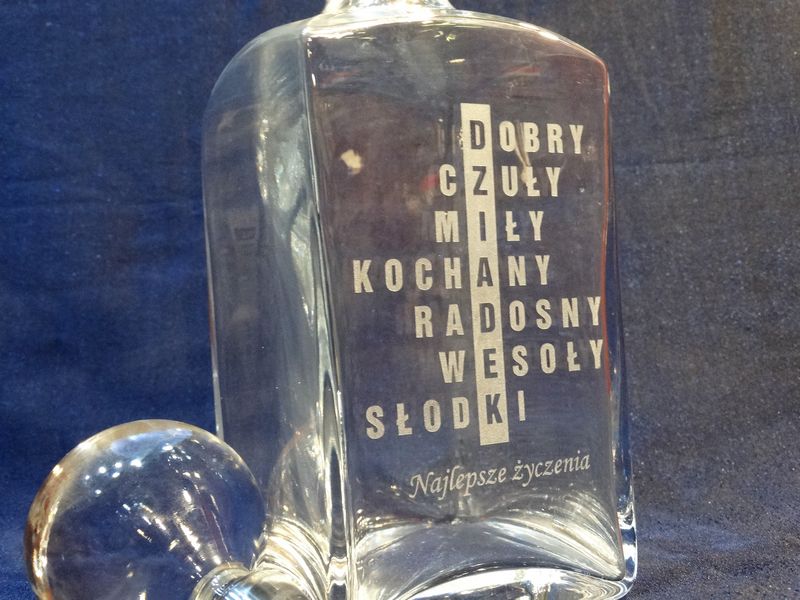 DOBRY
CZUŁY
MIŁY
KOCHANY
RADOSNY
WESOŁY
SŁODKI
Najlepsze życzenia